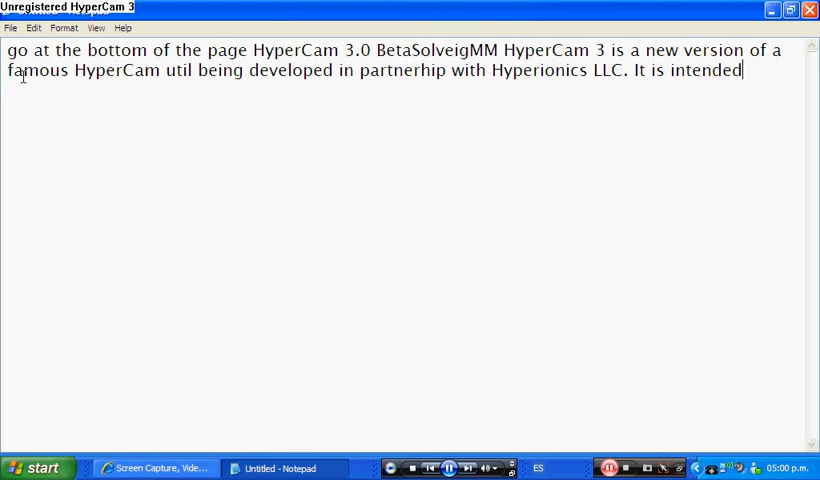 Unregistered HyperCam 3
File Edit Format View Help
go at the bottom of the page HyperCam 3.0 BetaSolveigMM HyperCam 3 is a new version of a
famous HyperCam util being developed in partnerhip with Hyperionics LLC. It is intended
start Screen Capture, Vide... Untitled - Notepad ES 05:00 p.m.